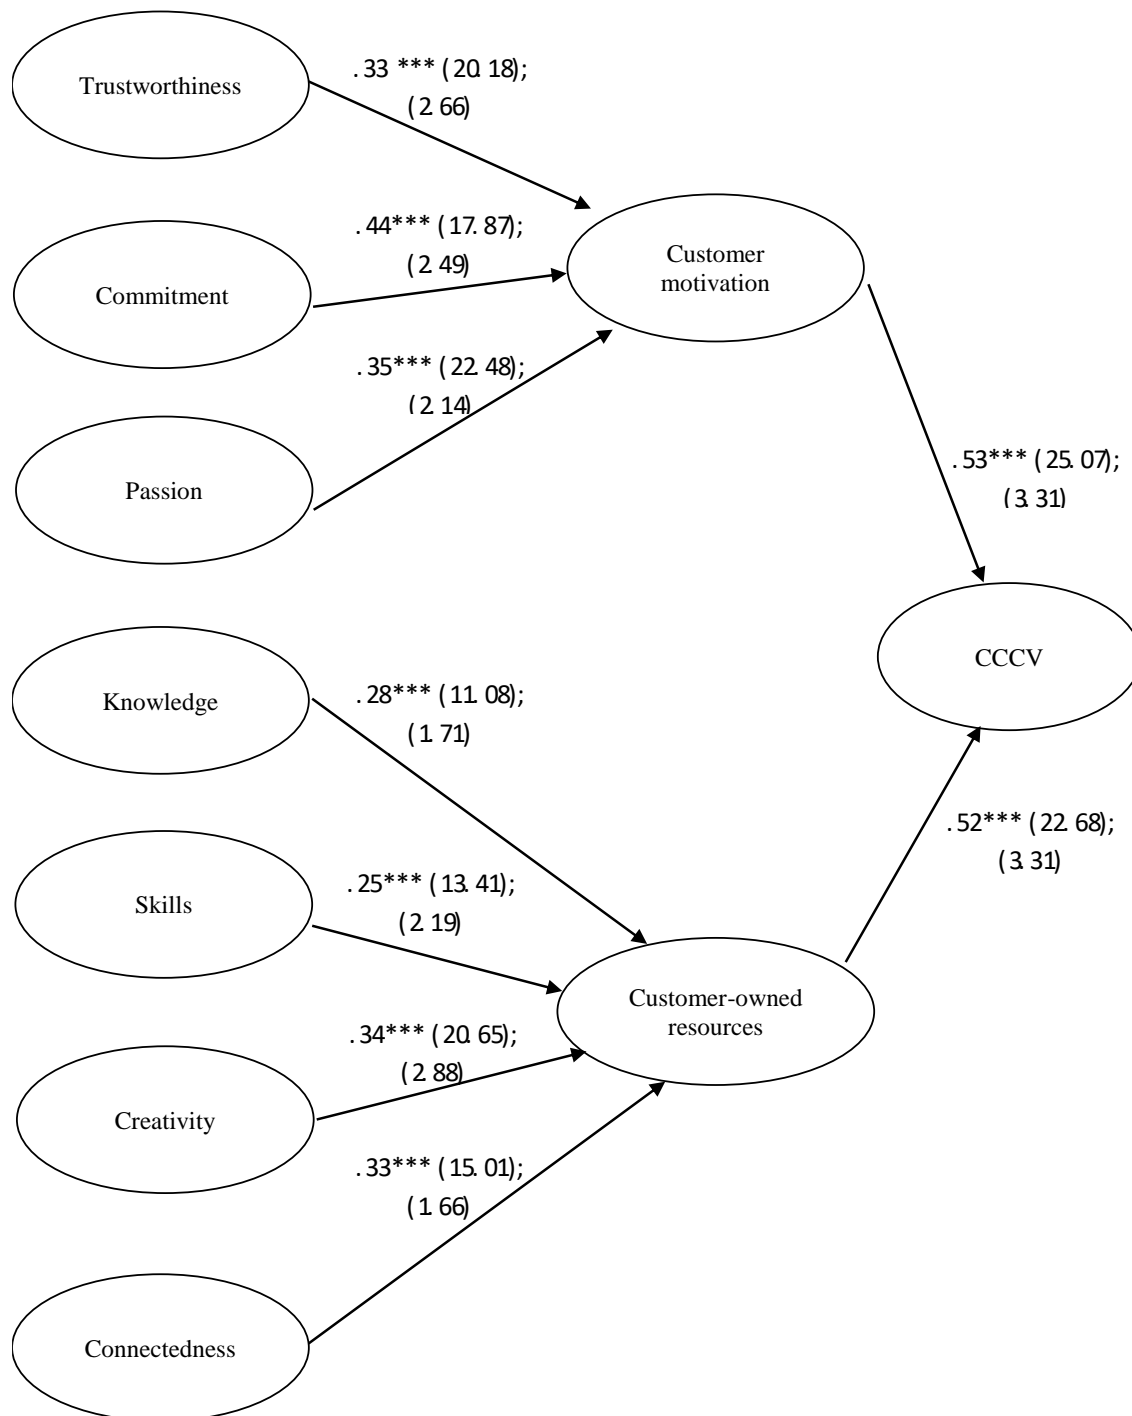 Trustworthiness
.33 *** (20.18);
(2.66)
Commitment
.44*** (17.87);
(2.49)
Customer
motivation
Passion
.35*** (22.48);
(2.14)
.53*** (25.07);
(3.31)
CCCV
Knowledge
.28*** (11.08);
(1.71)
.52*** (22.68);
(3.31)
Skills
.25*** (13.41);
(2.19)
Customer-owned
resources
Creativity
.34*** (20.65);
(2.88)
.33*** (15.01);
(1.66)
Connectedness